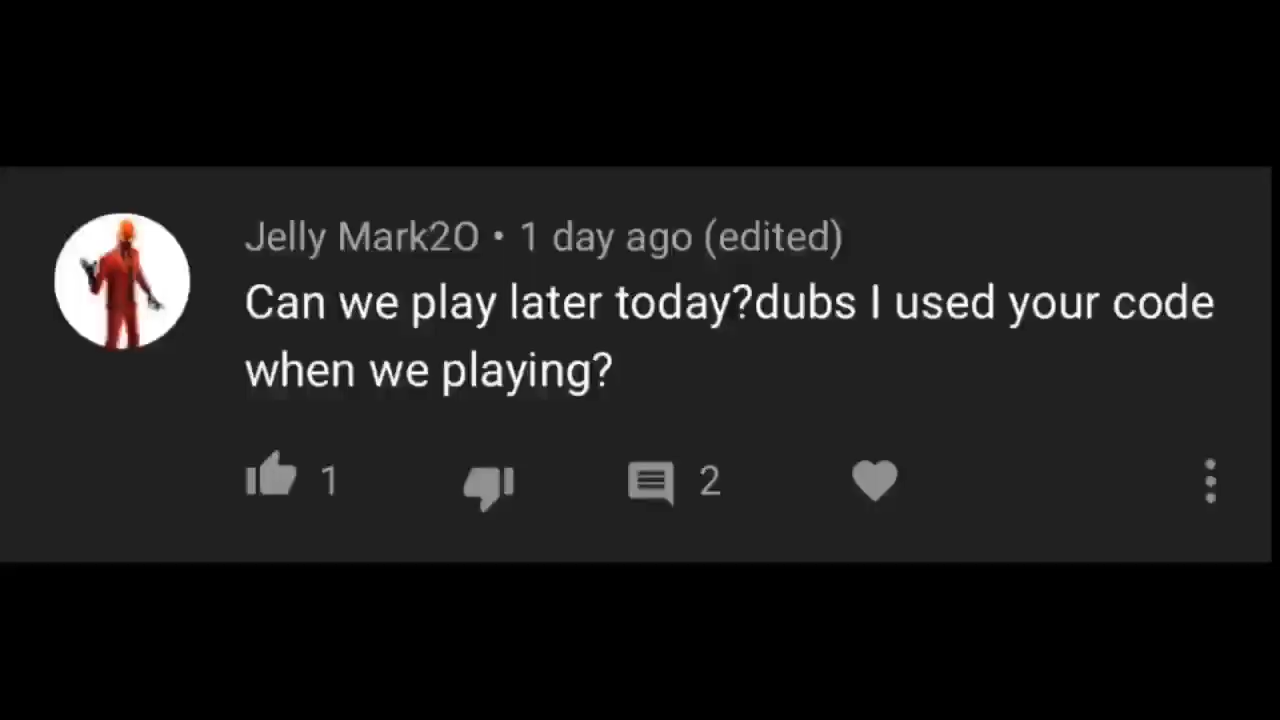 Jelly Mark2O • 1 day ago (edited)
Can we play later today?dubs I used your code
when we playing?
1 2